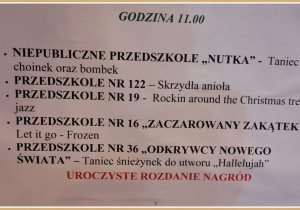 GODZINA 11.00
NIEPUBLICZNE PRZEDSZKOLE „NUTKA" - Taniec
choinek oraz bombek
PRZEDSZKOLE NR 122 – Skrzydła anioła
PRZEDSZKOLE NR 19 - Rockin around the Christmas tre
jazz
PRZEDSZKOLE NR 16 „ZACZAROWANY ZAKĄTEK
Let it go - Frozen
PRZEDSZKOLE NR 36 „ODKRYWCY NOWEGO
ŚWIATA" – Taniec śnieżynek do utworu „Hallelujah"
UROCZYSTE ROZDANIE NAGRÓD